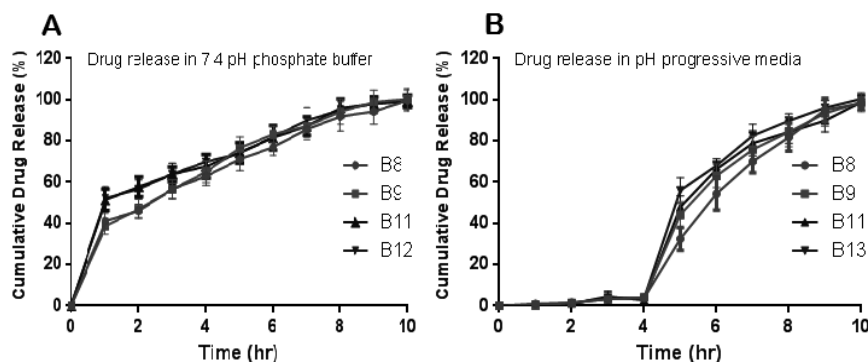 A
Drug release in 7.4 pH phosphate buffer
Cumulative Drug Release (%)
120
100
80
60
40
20
0
0 2 4 6 8 10
Time (hr)
B8
B9
B11
B12
B
Drug release in pH progressive media
Cumulative Drug Release (%)
120
100
80
60
40
20
0
0 2 4 6 8 10
Time (hr)
B8
B9
B11
B13